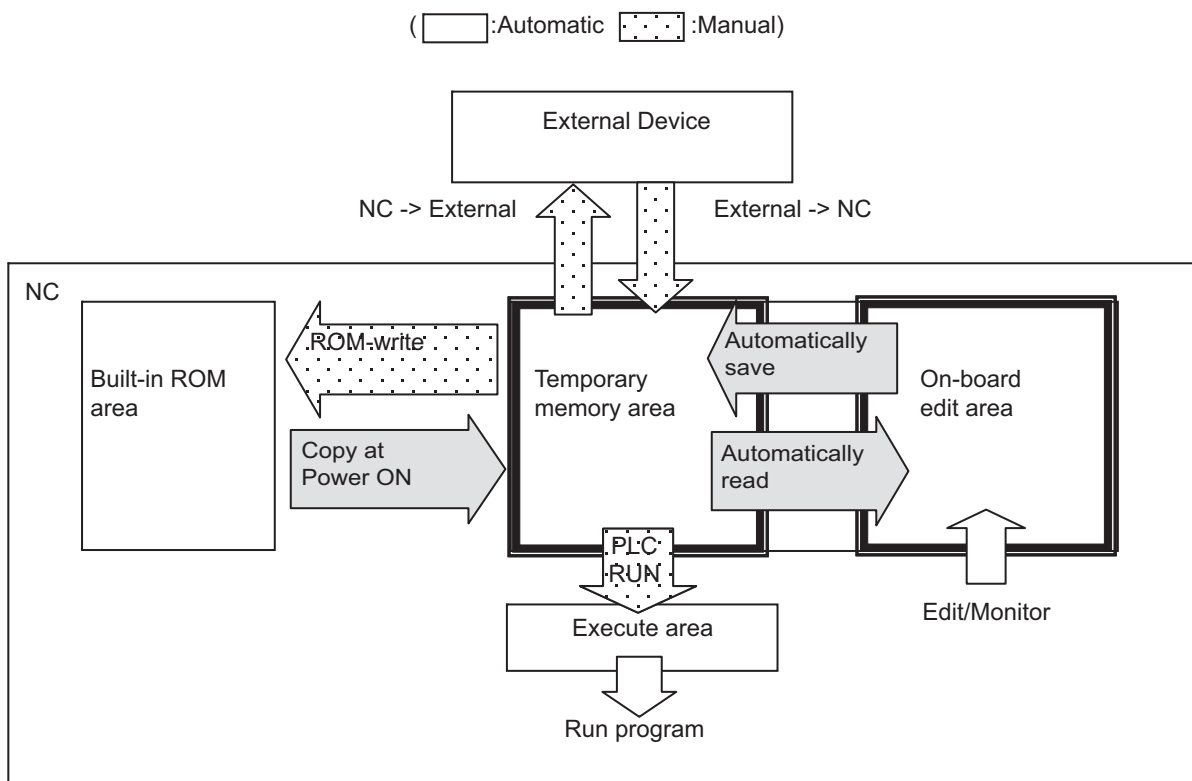 ( :Automatic :Manual)
External Device
NC -> External
External -> NC
NC
Built-in ROM
area
ROM-write
Copy at
Power ON
Temporary
memory area
Automatically
save
Automatically
read
On-board
edit area
PLC
RUN
Execute area
Edit/Monitor
Run program